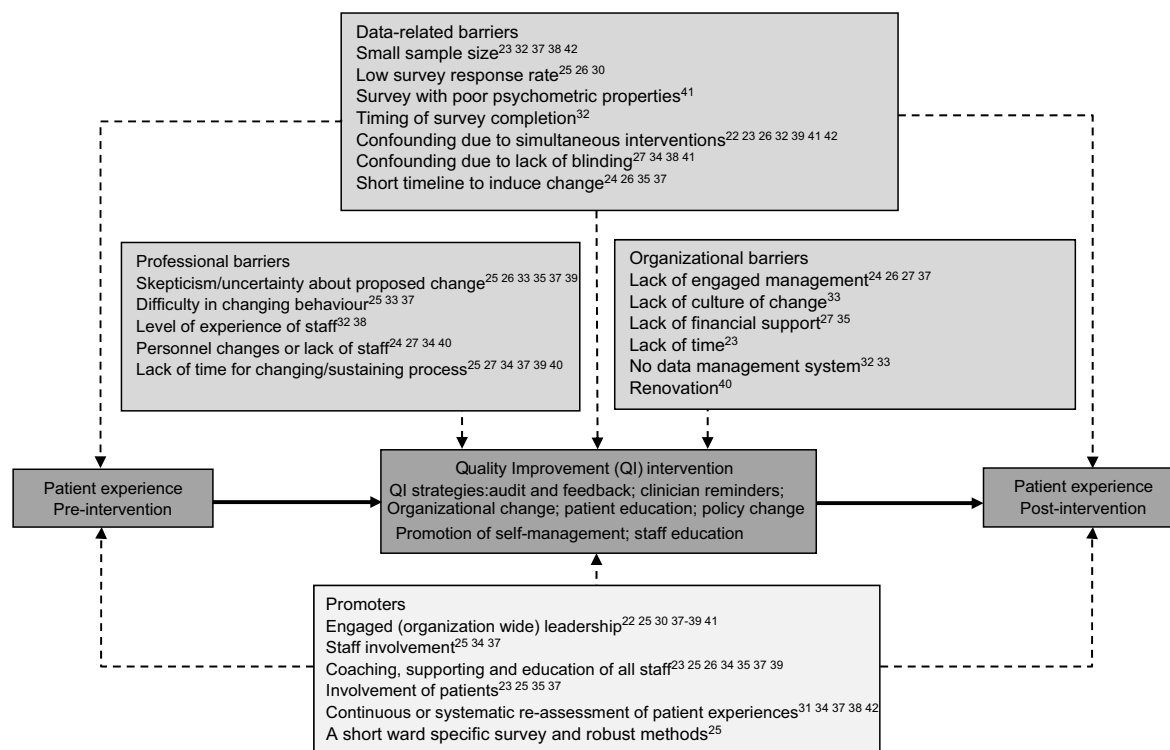 Data-related barriers
Small sample size23 32 37 38 42
Low survey response rate25 26 30
Survey with poor psychometric properties41
Timing of survey completion32
Confounding due to simultaneous interventions22 23 26 32 39 41 42
Confounding due to lack of blinding27 34 38 41
Short timeline to induce change24 26 35 37
Professional barriers
Skepticism/uncertainty about proposed change25 26 33 35 37 39
Difficulty in changing behaviour25 33 37
Level of experience of staff32 38
Personnel changes or lack of staff24 27 34 40
Lack of time for changing/sustaining process25 27 34 37 39 40
Organizational barriers
Lack of engaged management24 26 27 37
Lack of culture of change33
Lack of financial support27 35
Lack of time23
No data management system32 33
Renovation40
Patient experience
Pre-intervention
Quality Improvement (QI) intervention
QI strategies:audit and feedback; clinician reminders;
Organizational change; patient education; policy change
Promotion of self-management; staff education
Patient experience
Post-intervention
Promoters
Engaged (organization wide) leadership22 25 30 37-39 41
Staff involvement25 34 37
Coaching, supporting and education of all staff23 25 26 34 35 37 39
Involvement of patients23 25 35 37
Continuous or systematic re-assessment of patient experiences31 34 37 38 42
A short ward specific survey and robust methods25